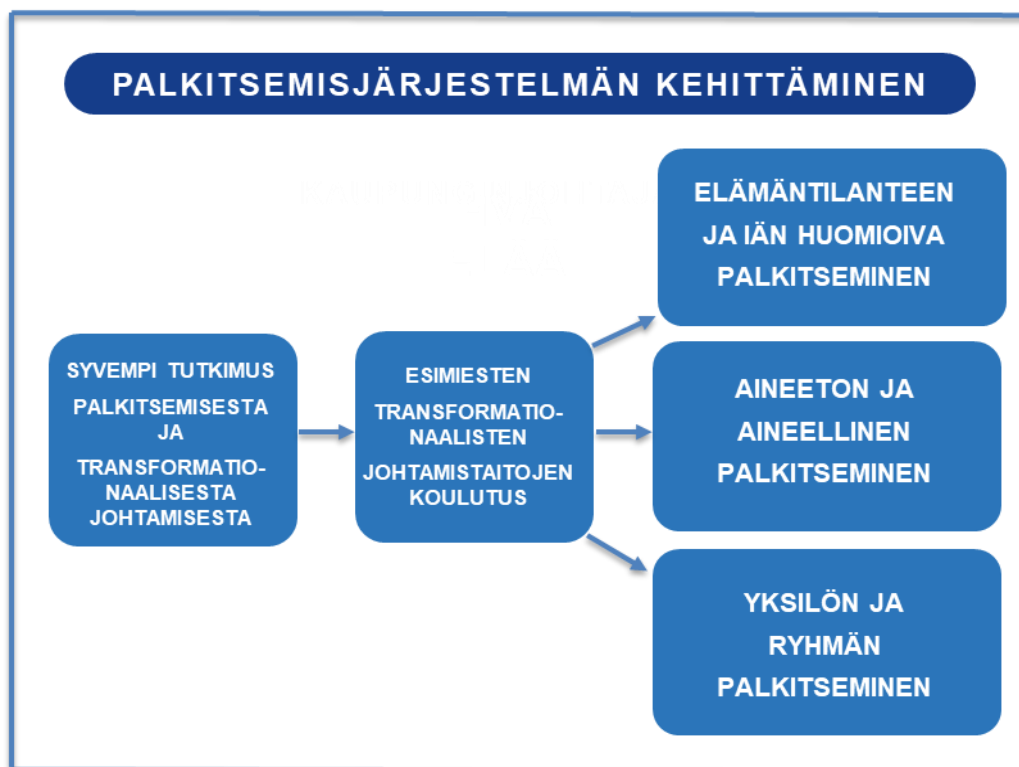 PALKITSEMISJÄRJESTELMÄN KEHITTÄMINEN
SYVEMPI TUTKIMUS
PALKITSEMISESTA
JA
TRANSFORMATIO-
NAALISESTA
JOHTAMISESTA
ESIMIESTEN
TRANSFORMATIO-
NAALISTEN
JOHTAMISTAITOJEN
KOULUTUS
ELÄMÄNTILANTEEN
JA IÄN HUOMIOIVA
PALKITSEMINEN
AINEETON JA
AINEELLINEN
PALKITSEMINEN
YKSILÖN JA
RYHMÄN
PALKITSEMINEN